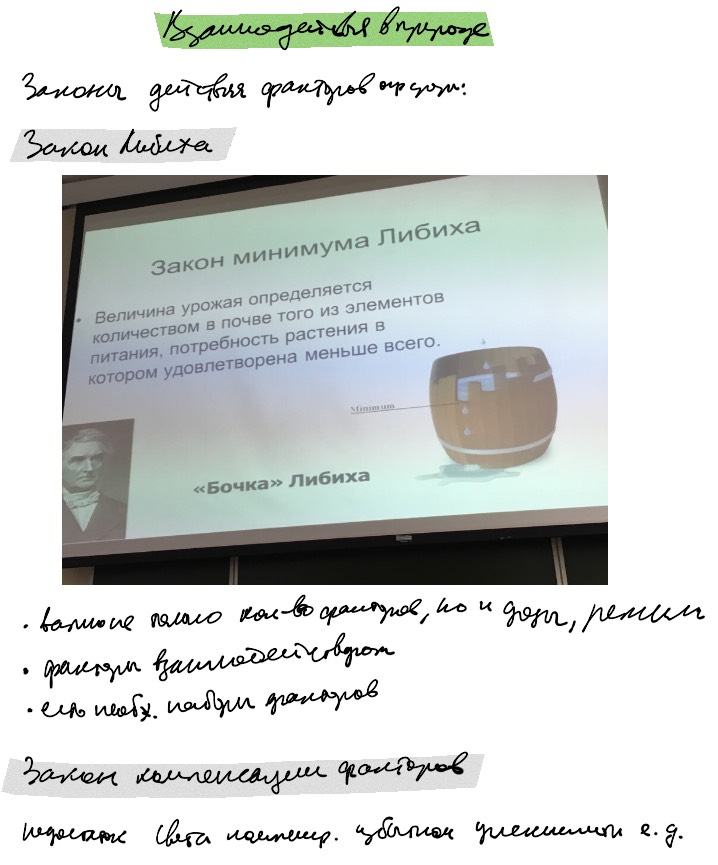 Взаимодействия в природе
Законы действия факторов среды:
Закон Либиха
Закон минимума Либиха
• Величина урожая определяется
количеством в почве того из элементов
питания, потребность растения в
котором удовлетворена меньше всего.
Minimum
«Бочка» Либиха
• важно не только кол-во факторов, но и дозы, режим
• факторы взаимодействуют
• есть необх. наборы факторов
Закон компенсации факторов
недостаток света избытком